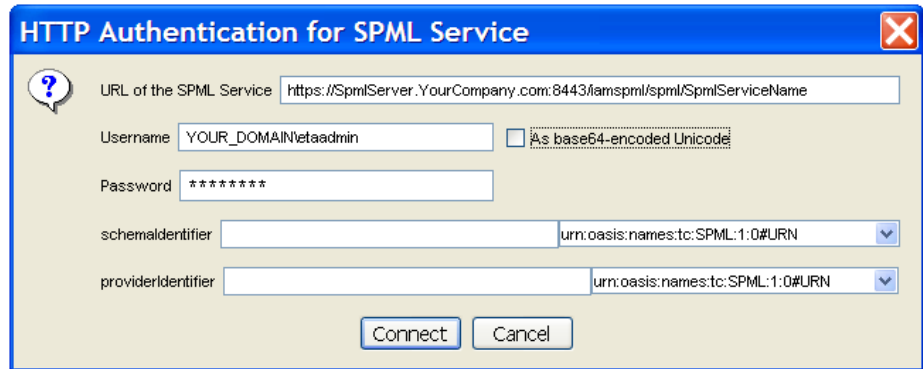 HTTP Authentication for SPML Service
?
URL of the SPML Service https://SpmlServer.YourCompany.com:8443/iamspml/spml/SpmlServiceName
Username YOUR_DOMAIN\etaadmin As base64-encoded Unicode
Password ********
schemaIdentifier urn:oasis:names:tc:SPML:1:0#URN
providerIdentifier urn:oasis:names:tc:SPML:1:0#URN
Connect Cancel